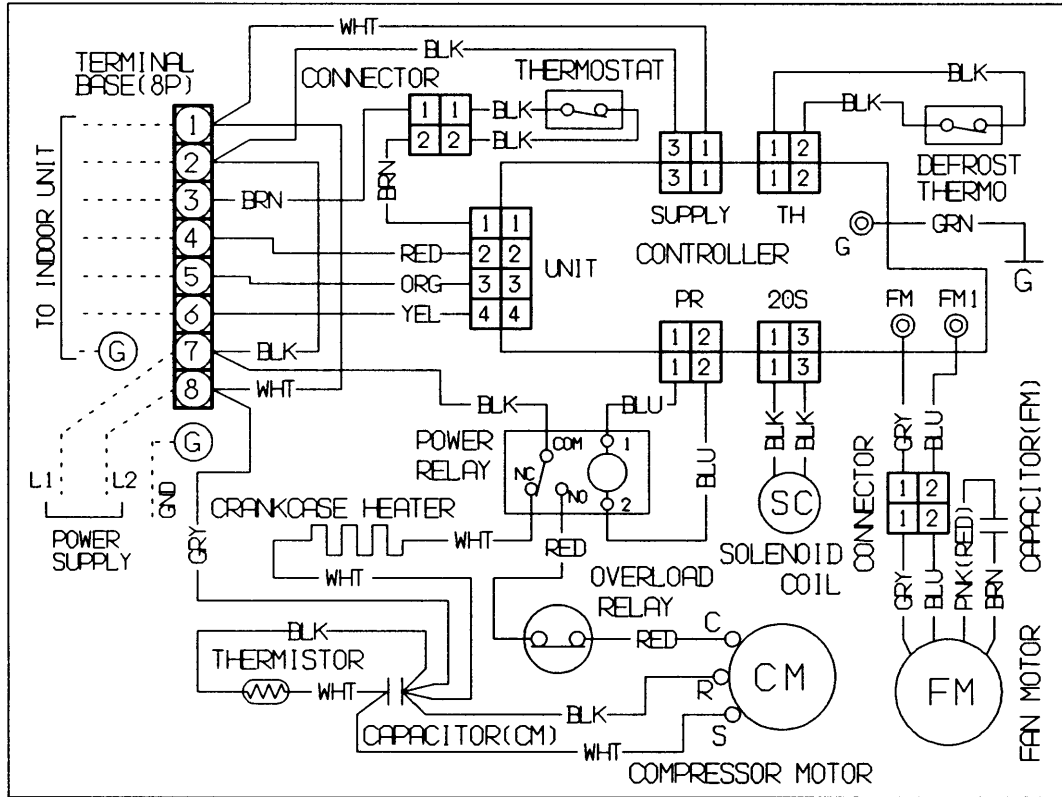 WHT
BLK
TERMINAL
BASE(8P)
CONNECTOR
THERMOSTAT
BLK
BLK
1 1
2 2
BLK
BLK
DEFROST
THERMO
TO INDOOR UNIT
1
2
3
4
5
6
7
8
BRN
BRN
RED
ORG
YEL
BLK
WHT
1 1
2 2
3 3
4 4
UNIT
3 1
3 1
SUPPLY
1 2
1 2
TH
CONTROLLER
G
GRN
G
PR
1 2
1 2
20S
1 3
1 3
FM
FM1
G
G
L1
L2
GND
POWER
SUPPLY
BLK
BLU
BLU
POWER
RELAY
COM
NC
NO
1
2
BLK
BLK
SC
SOLENOID
COIL
GRY
BLU
CONNECTOR
1 2
1 2
CAPACITOR(FM)
GRY
BLU
PNK(RED)
BRN
FM
FAN MOTOR
GRY
CRANKCASE HEATER
WHT
RED
WHT
OVERLOAD
RELAY
RED
BLK
THERMISTOR
WHT
BLK
CAPACITOR(CM)
WHT
C
R
S
CM
COMPRESSOR MOTOR